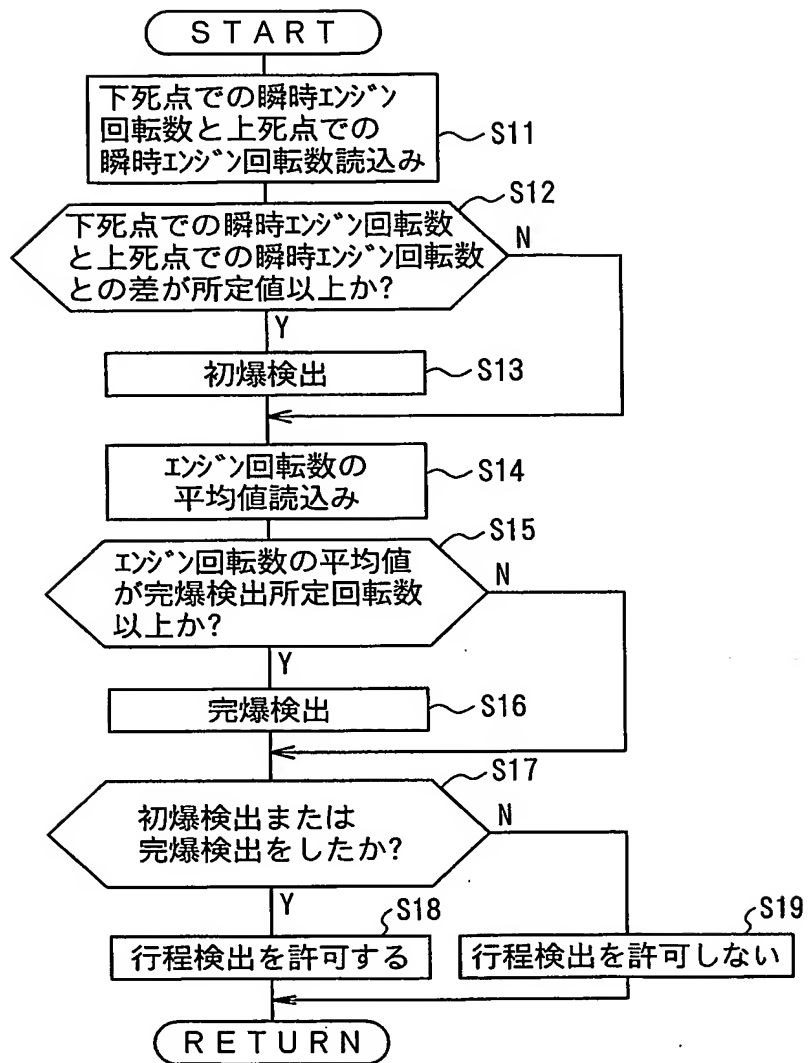 START
下死点での瞬時ｴﾝｼﾞﾝ
回転数と上死点での
瞬時ｴﾝｼﾞﾝ回転数読込み
S11
S12
下死点での瞬時ｴﾝｼﾞﾝ回転数
と上死点での瞬時ｴﾝｼﾞﾝ回転数
との差が所定値以上か?
N
Y
初爆検出
S13
ｴﾝｼﾞﾝ回転数の
平均値読込み
S14
S15
ｴﾝｼﾞﾝ回転数の平均値
が完爆検出所定回転数
以上か?
N
Y
完爆検出
S16
S17
初爆検出または
完爆検出をしたか?
N
Y
S18
行程検出を許可する
S19
行程検出を許可しない
RETURN